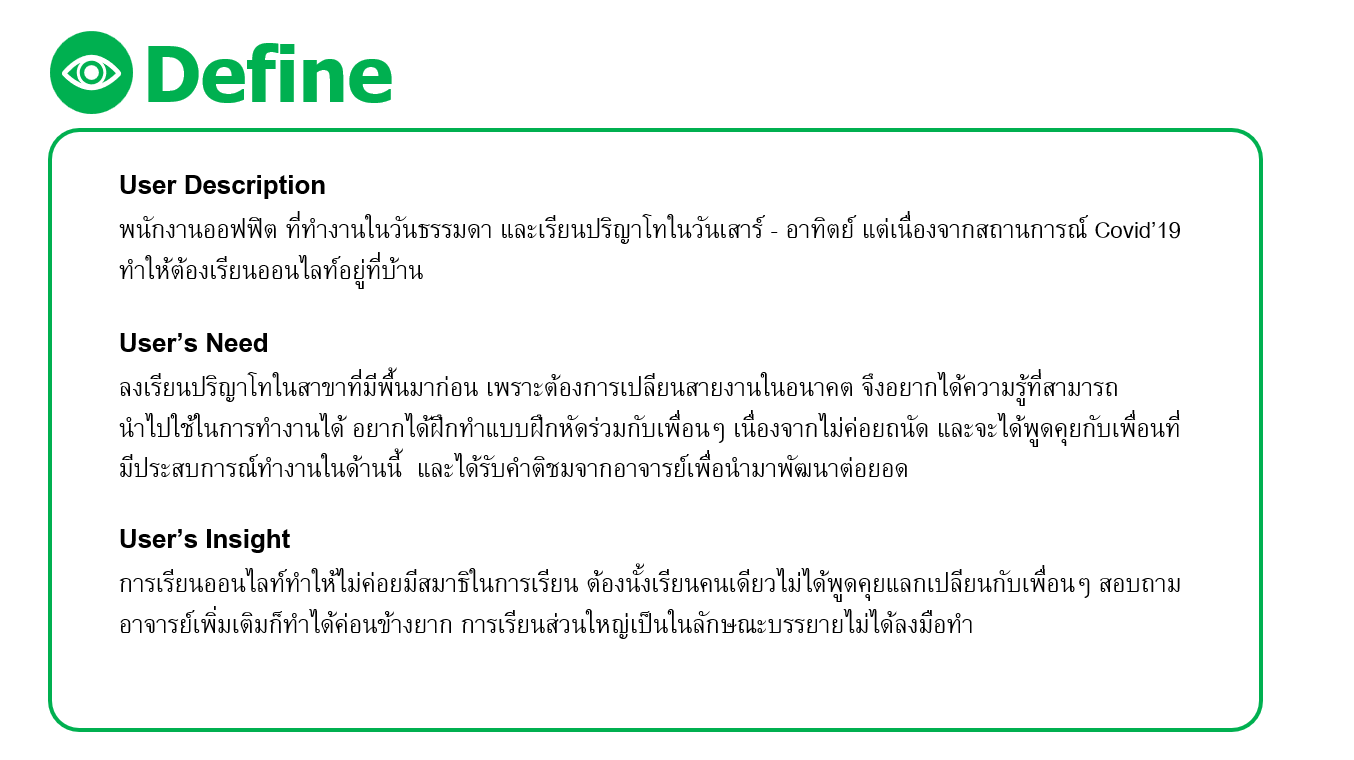 Define
User Description
พนักงานออฟฟิด ที่ทำงานในวันธรรมดา และเรียนปริญาโทในวันเสาร์ - อาทิตย์ แต่เนื่องจากสถานการณ์ Covid’19
ทำให้ต้องเรียนออนไลท์อยู่ที่บ้าน
User’s Need
ลงเรียนปริญาโทในสาขาที่มีพื้นมาก่อน เพราะต้องการเปลียนสายงานในอนาคต จึงอยากได้ความรู้ที่สามารถ
นำไปใช้ในการทำงานได้ อยากได้ฝึกทำแบบฝึกหัดร่วมกับเพื่อนๆ เนื่องจากไม่ค่อยถนัด และจะได้พูดคุยกับเพื่อนที่
มีประสบการณ์ทำงานในด้านนี้ และได้รับคำติชมจากอาจารย์เพื่อนำมาพัฒนาต่อยอด
User’s Insight
การเรียนออนไลท์ทำให้ไม่ค่อยมีสมาธิในการเรียน ต้องนั้งเรียนคนเดียวไม่ได้พูดคุยแลกเปลียนกับเพื่อนๆ สอบถาม
อาจารย์เพิ่มเติมก็ทำได้ค่อนข้างยาก การเรียนส่วนใหญ่เป็นในลักษณะบรรยายไม่ได้ลงมือทำ